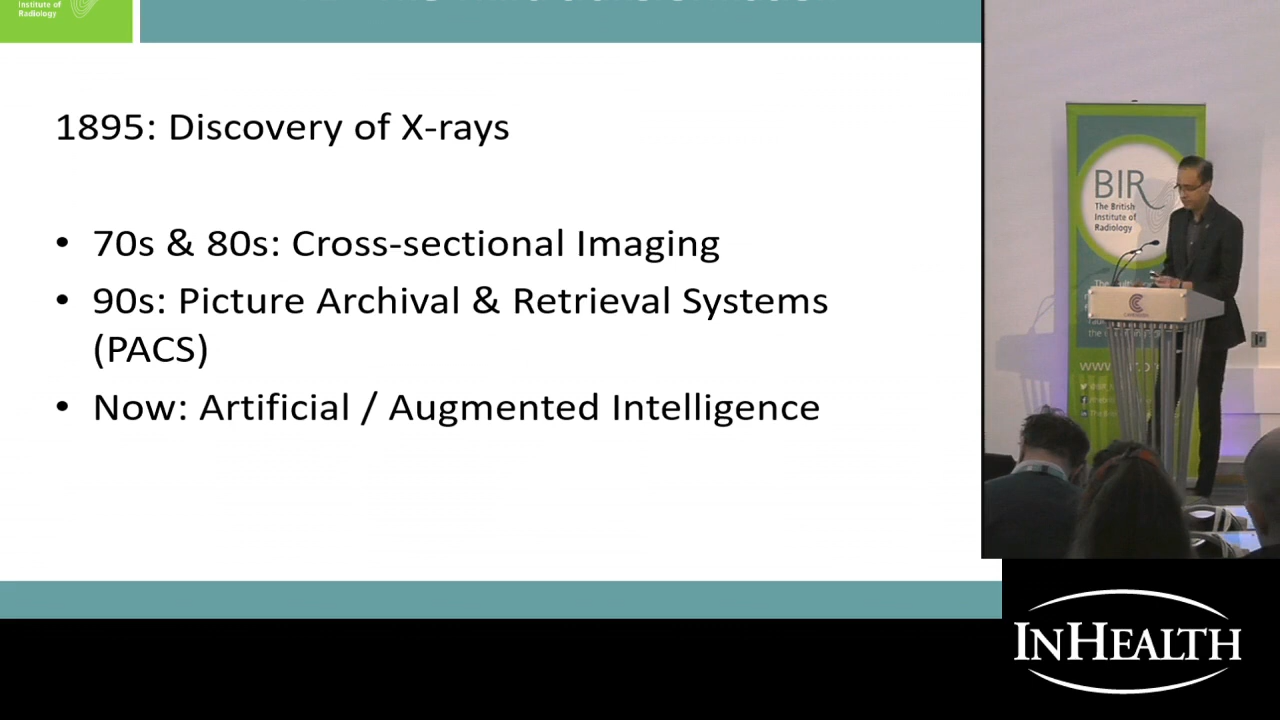 Institute of
Radiology
1895: Discovery of X-rays
• 70s & 80s: Cross-sectional Imaging
• 90s: Picture Archival & Retrieval Systems
(PACS)
• Now: Artificial / Augmented Intelligence
BIR
The British
Institute of
Radiology
INHEALTH